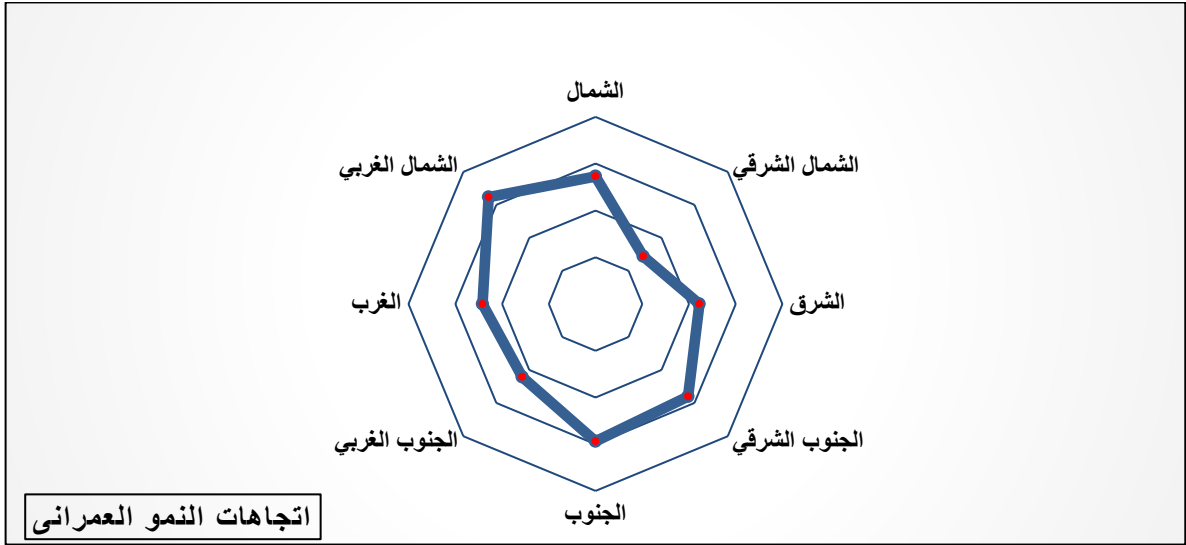 الشمال
الشمال الغربي
الشمال الشرقي
الغرب
الشرق
الجنوب الغربي
الجنوب الشرقي
الجنوب
اتجاهات النمو العمرانى